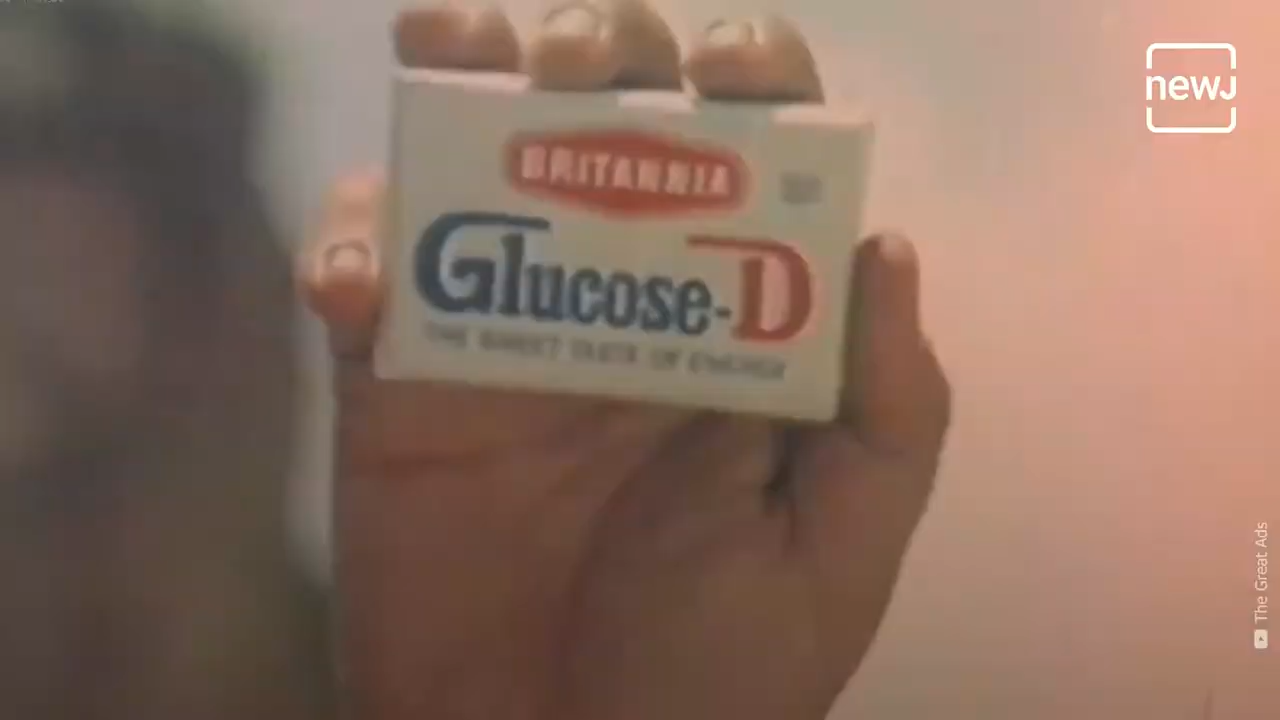 newJ
BRITANNIA
Glucose-D
THE SWEET TASTE OF ENERGY
The Great Ads